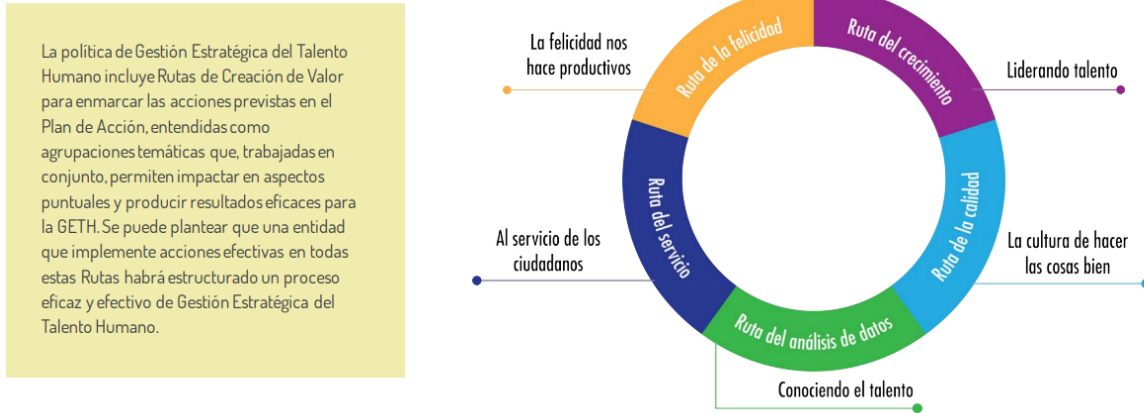 La política de Gestión Estratégica del Talento
Humano incluye Rutas de Creación de Valor
para enmarcar las acciones previstas en el
Plan de Acción, entendidas como
agrupaciones temáticas que, trabajadas en
conjunto, permiten impactar en aspectos
puntuales y producir resultados eficaces para
la GETH. Se puede plantear que una entidad
que implemente acciones efectivas en todas
estas Rutas habrá estructurado un proceso
eficaz y efectivo de Gestión Estratégica del
Talento Humano.
La felicidad nos
hace productivos
Ruta de la felicidad
Ruta del crecimiento
Liderando talento
Al servicio de los
ciudadanos
Ruta del servicio
Ruta de la calidad
La cultura de hacer
las cosas bien
Ruta del análisis de datos
Conociendo el talento